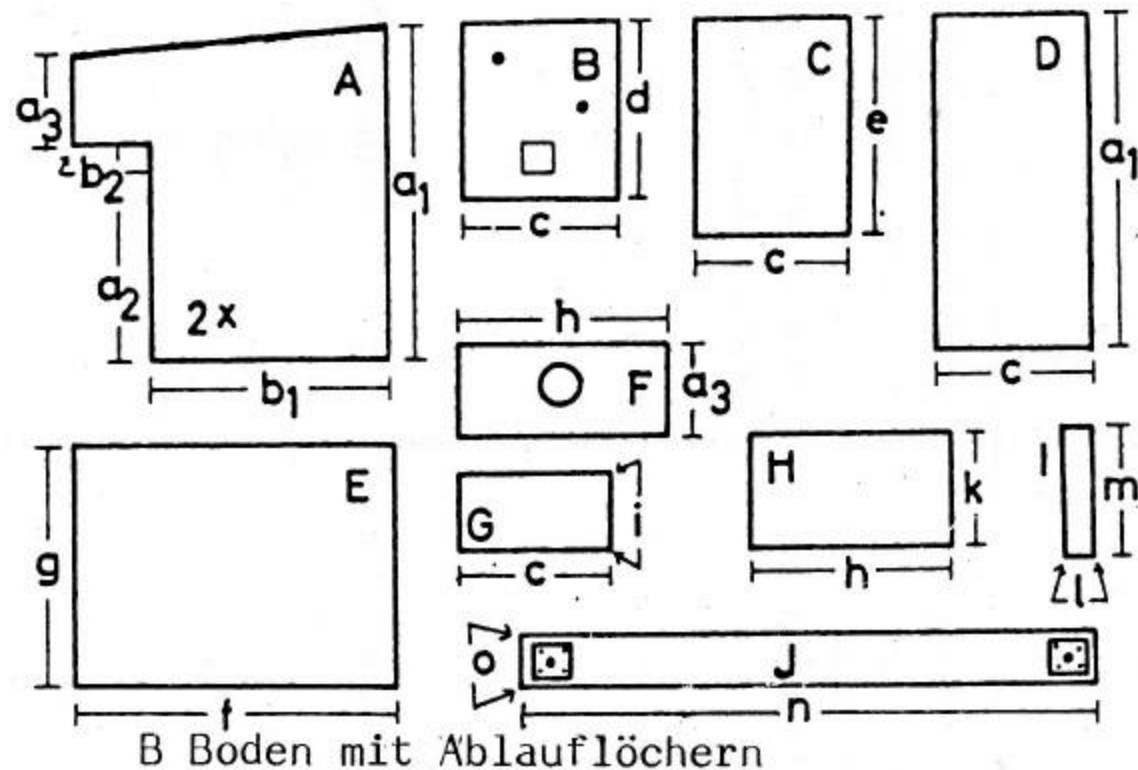 A B C D
a3 b2 a2 2x b1 a1
d c
e c
a1 c
h F a3
E g f
G c i
H k h
I m l
J o n
B Boden mit Ablauflöchern